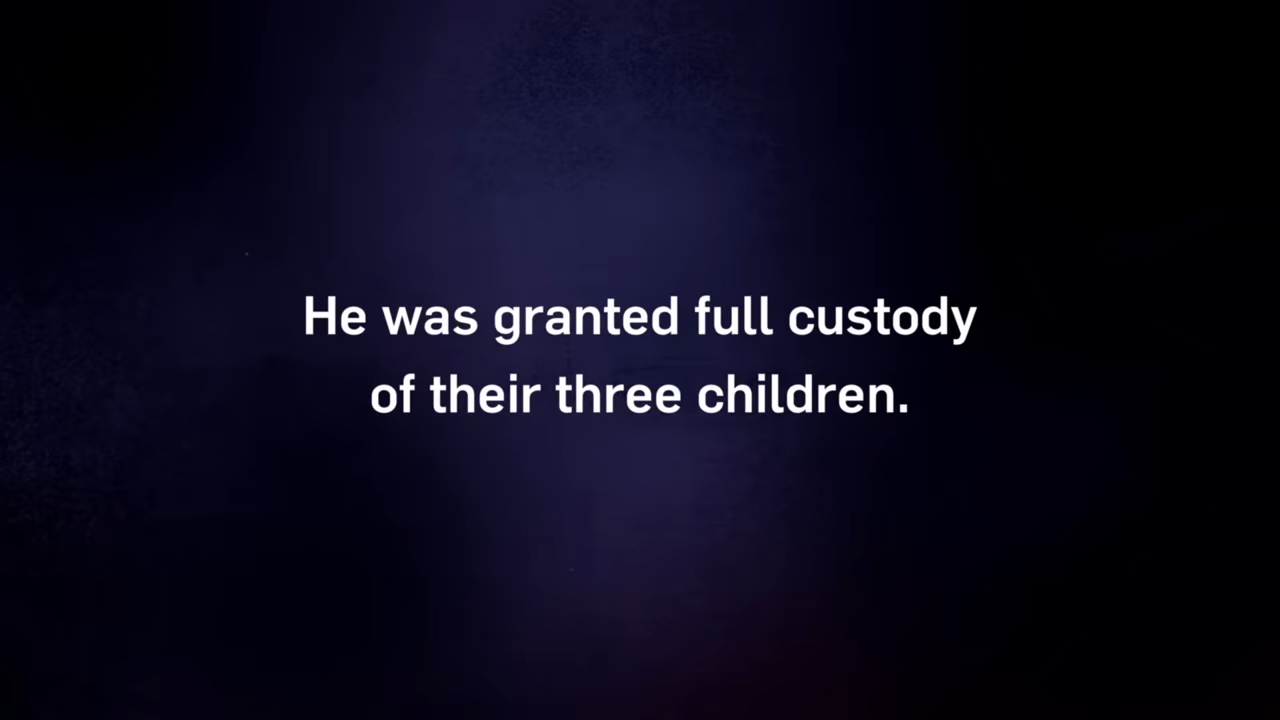 He was granted full custody
of their three children.